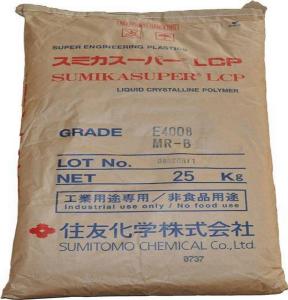 SUPER ENGINEERING PLASTICS
スミカスーパー® LCP
SUMIKASUPER® LCP
LIQUID CRYSTALLINE POLYMER
GRADE E4008
MR-B
LOT No.
NET 25 Kg
工業用途専用/非食品用途
Industrial use only / No food use
住友化学株式会社
SUMITOMO CHEMICAL Co., Ltd.
0737